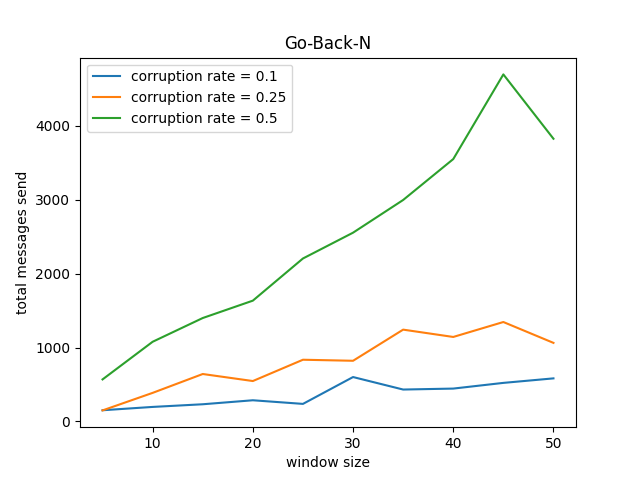 Go-Back-N
corruption rate = 0.1
corruption rate = 0.25
corruption rate = 0.5
total messages send
4000
3000
2000
1000
0
10 20 30 40 50
window size